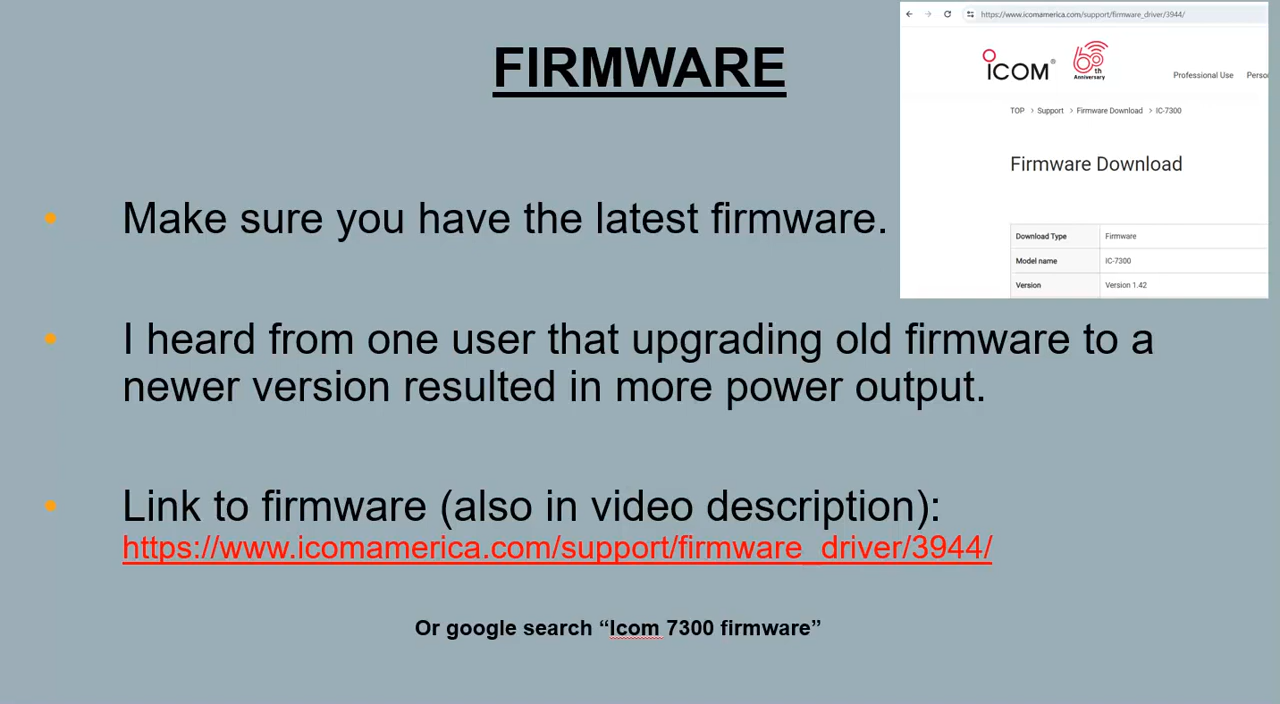 https://www.icomamerica.com/support/firmware_driver/3944/
FIRMWARE
ICOM®
60th
Anniversary
Professional Use Perso
TOP > Support > Firmware Download > IC-7300
Firmware Download
Download Type Firmware
Model name IC-7300
Version Version 1.42
• Make sure you have the latest firmware.
• I heard from one user that upgrading old firmware to a
newer version resulted in more power output.
• Link to firmware (also in video description):
https://www.icomamerica.com/support/firmware_driver/3944/
Or google search “Icom 7300 firmware”